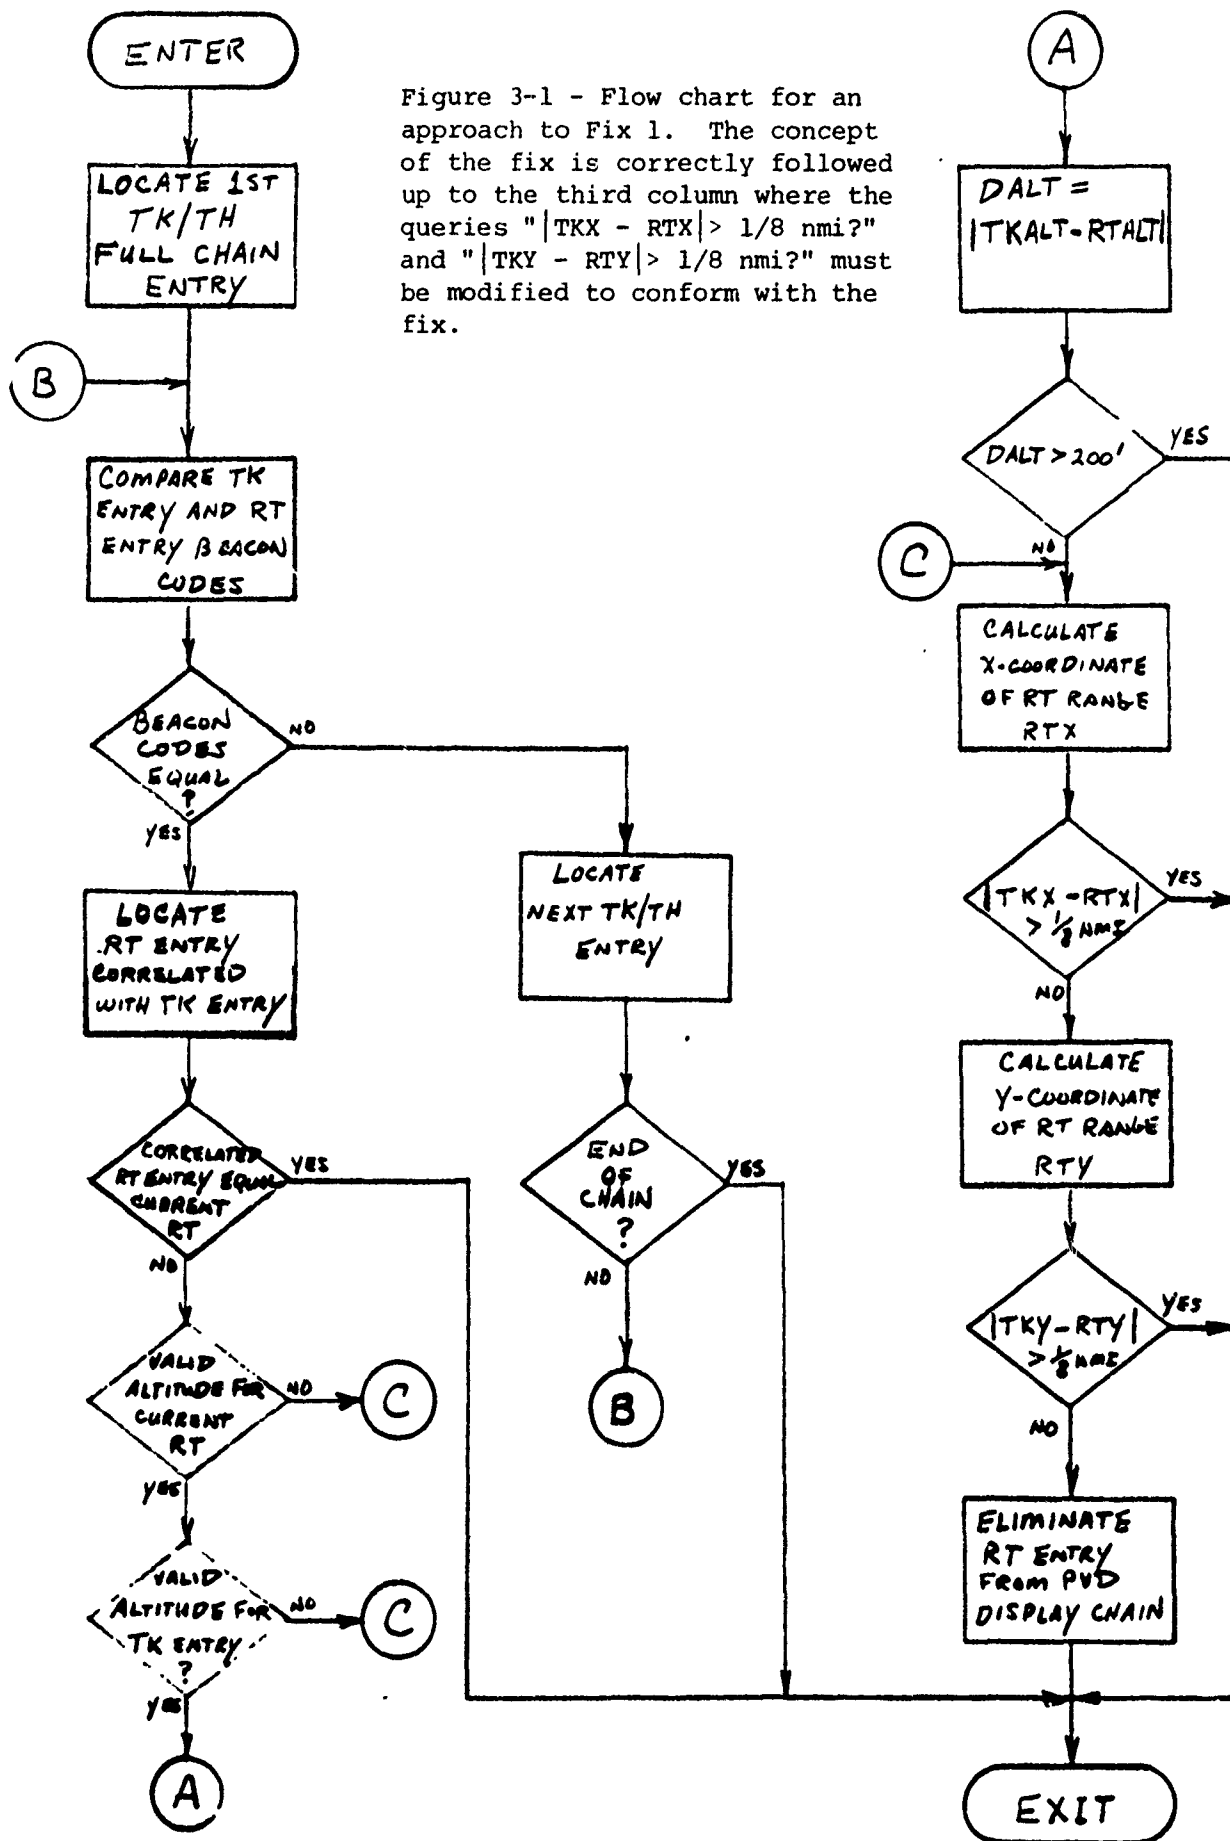 ENTER
LOCATE 1ST
TK/TH
FULL CHAIN
ENTRY
B
COMPARE TK
ENTRY AND RT
ENTRY BEACON
CODES
BEACON
CODES
EQUAL
?
NO
YES
LOCATE
RT ENTRY
CORRELATED
WITH TK ENTRY
CORRELATED
RT ENTRY EQUAL
CURRENT
RT
YES
NO
VALID
ALTITUDE FOR
CURRENT
RT
NO
C
YES
VALID
ALTITUDE FOR
TK ENTRY
?
NO
C
YES
A
Figure 3-1 - Flow chart for an
approach to Fix 1. The concept
of the fix is correctly followed
up to the third column where the
queries "|TKX - RTX|> 1/8 nmi?"
and "|TKY - RTY|> 1/8 nmi?" must
be modified to conform with the
fix.
LOCATE
NEXT TK/TH
ENTRY
END
OF
CHAIN
?
YES
NO
B
A
DALT =
|TKALT-RTALT|
DALT > 200'
YES
NO
C
CALCULATE
X-COORDINATE
OF RT RANGE
RTX
|TKX-RTX|
> 1/8 NMI
YES
NO
CALCULATE
Y-COORDINATE
OF RT RANGE
RTY
|TKY-RTY|
> 1/8 NMI
YES
NO
ELIMINATE
RT ENTRY
FROM PVD
DISPLAY CHAIN
EXIT